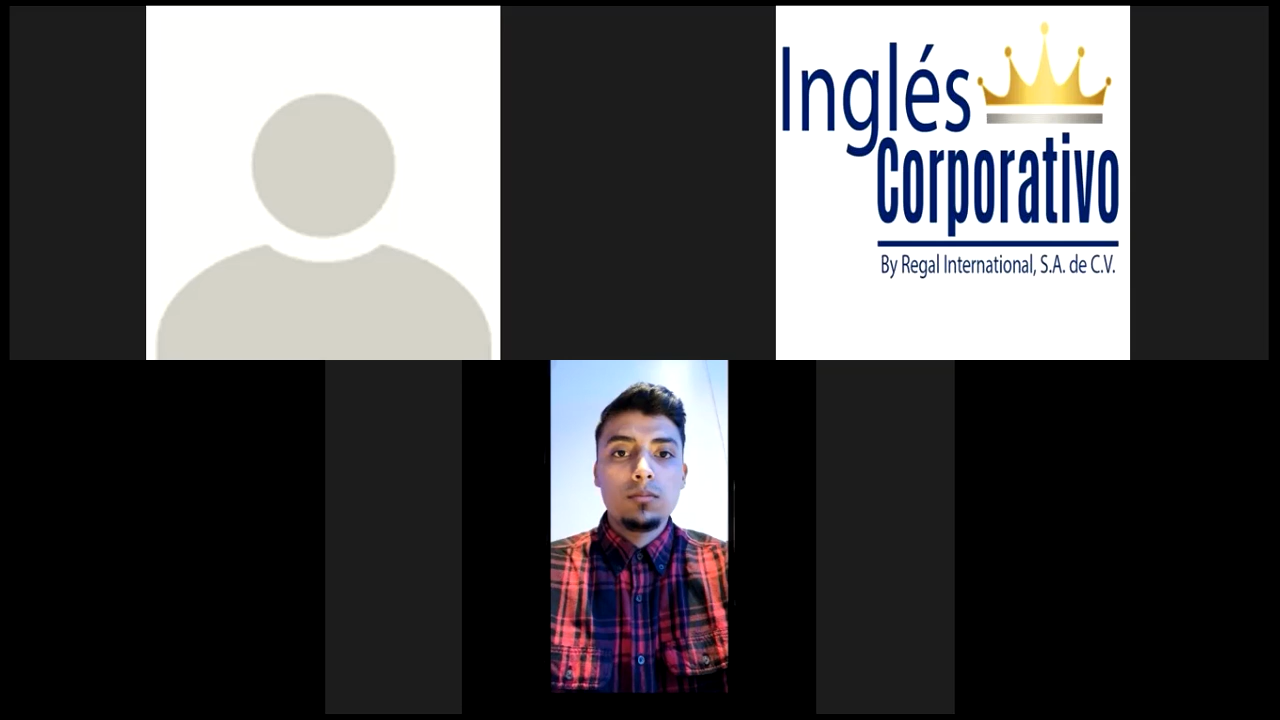 Inglés
Corporativo
By Regal International, S.A. de C.V.